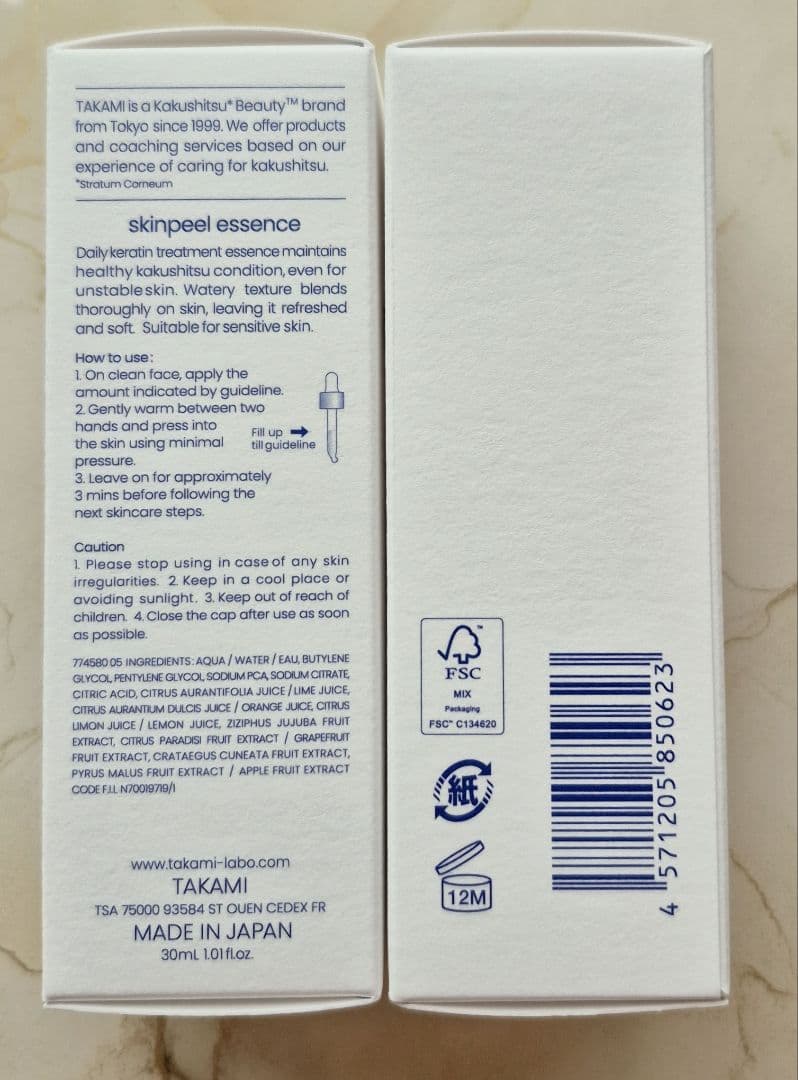 TAKAMI is a Kakushitsu* Beauty™ brand
from Tokyo since 1999. We offer products
and coaching services based on our
experience of caring for kakushitsu.
*Stratum Corneum
skinpeel essence
Daily keratin treatment essence maintains
healthy kakushitsu condition, even for
unstable skin. Watery texture blends
thoroughly on skin, leaving it refreshed
and soft. Suitable for sensitive skin.
How to use:
1. On clean face, apply the
amount indicated by guideline.
2. Gently warm between two
hands and press into
the skin using minimal
pressure.
Fill up
till guideline
3. Leave on for approximately
3 mins before following the
next skincare steps.
Caution
1. Please stop using in case of any skin
irregularities. 2. Keep in a cool place or
avoiding sunlight. 3. Keep out of reach of
children. 4. Close the cap after use as soon
as possible.
774580 05 INGREDIENTS: AQUA / WATER / EAU, BUTYLENE
GLYCOL, PENTYLENE GLYCOL, SODIUM PCA, SODIUM CITRATE,
CITRIC ACID, CITRUS AURANTIFOLIA JUICE / LIME JUICE,
CITRUS AURANTIUM DULCIS JUICE / ORANGE JUICE, CITRUS
LIMON JUICE / LEMON JUICE, ZIZIPHUS JUJUBA FRUIT
EXTRACT, CITRUS PARADISI FRUIT EXTRACT / GRAPEFRUIT
FRUIT EXTRACT, CRATAEGUS CUNEATA FRUIT EXTRACT,
PYRUS MALUS FRUIT EXTRACT / APPLE FRUIT EXTRACT
CODE F.I.L N70019719/1
www.takami-labo.com
TAKAMI
TSA 75000 93584 ST OUEN CEDEX FR
MADE IN JAPAN
30mL 1.01 fl.oz.
™
FSC
MIX
Packaging
FSC™ C134620
紙
12M
4 571205 850623